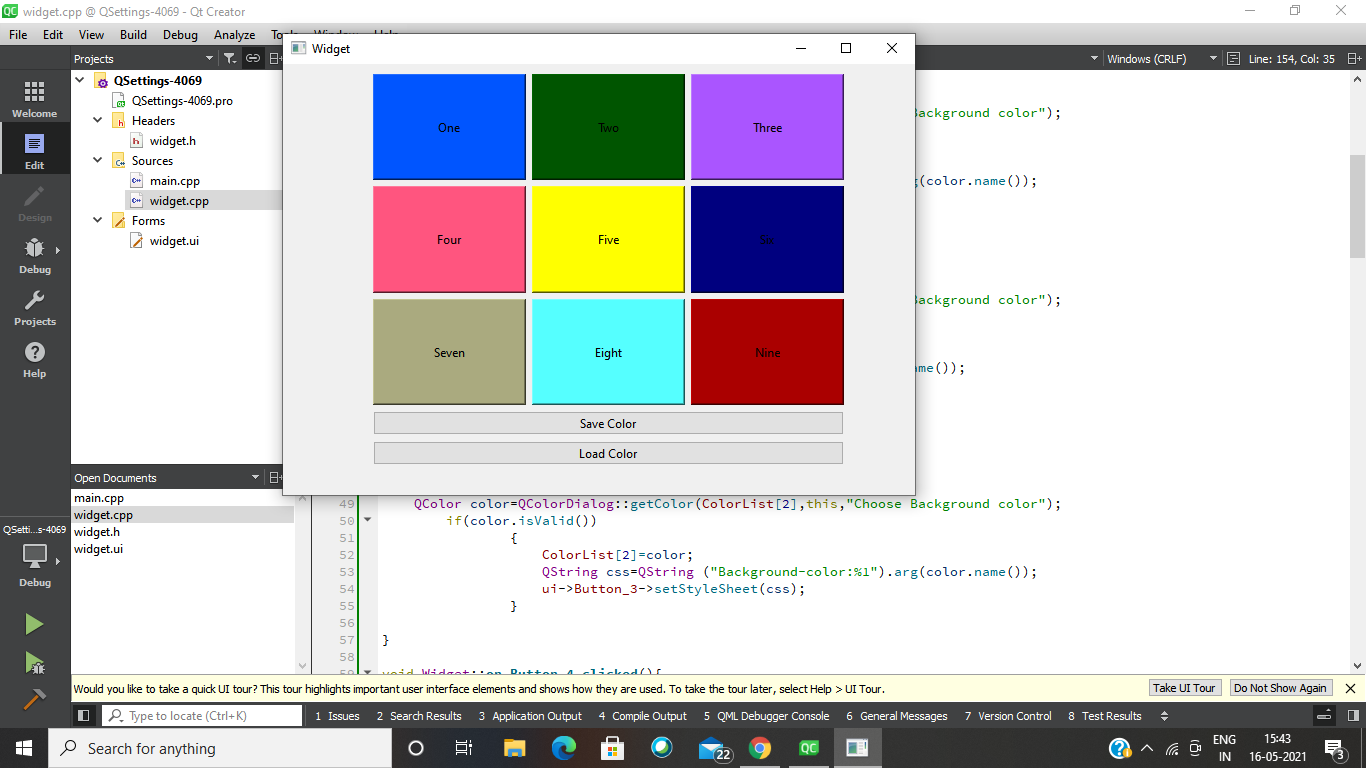 widget.cpp @ QSettings-4069 - Qt Creator
File Edit View Build Debug Analyze
Widget
Projects
Windows (CRLF) Line: 154, Col: 35
Welcome
Edit
Design
Debug
Projects
Help
QSettings-4069
QSettings-4069.pro
Headers
widget.h
Sources
main.cpp
widget.cpp
Forms
widget.ui
One Two Three
Four Five Six
Seven Eight Nine
Save Color
Load Color
Background color");
(color.name());
Background color");
me());
Open Documents
main.cpp
widget.cpp
widget.h
widget.ui
QSetti...s-4069
Debug
49 QColor color=QColorDialog::getColor(ColorList[2],this,"Choose Background color");
50 if(color.isValid())
51 {
52 ColorList[2]=color;
53 QString css=QString ("Background-color:%1").arg(color.name());
54 ui->Button_3->setStyleSheet(css);
55 }
56
57 }
58
void Widget::on_Button_4_clicked(){
Would you like to take a quick UI tour? This tour highlights important user interface elements and shows how they are used. To take the tour later, select Help > UI Tour. Take UI Tour Do Not Show Again
Type to locate (Ctrl+K) 1 Issues 2 Search Results 3 Application Output 4 Compile Output 5 QML Debugger Console 6 General Messages 7 Version Control 8 Test Results
Search for anything
22
QC
ENG
IN
15:43
16-05-2021
3